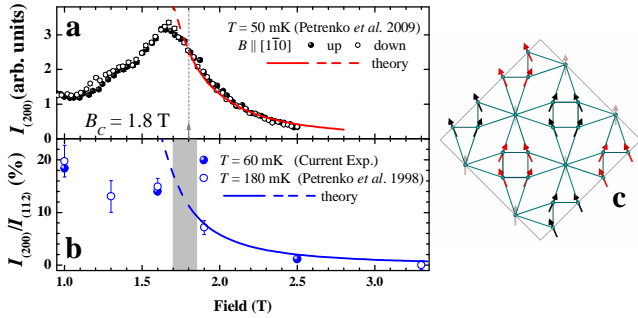 a
T = 50 mK (Petrenko et al. 2009)
B || [11̄0] up down
theory
I(200) (arb. units)
3
2
1
0
B_C = 1.8 T
b
T = 60 mK (Current Exp.)
T = 180 mK (Petrenko et al. 1998)
theory
I(200)/I(112) (%)
20
10
0
1.0 1.5 2.0 2.5 3.0
Field (T)
c